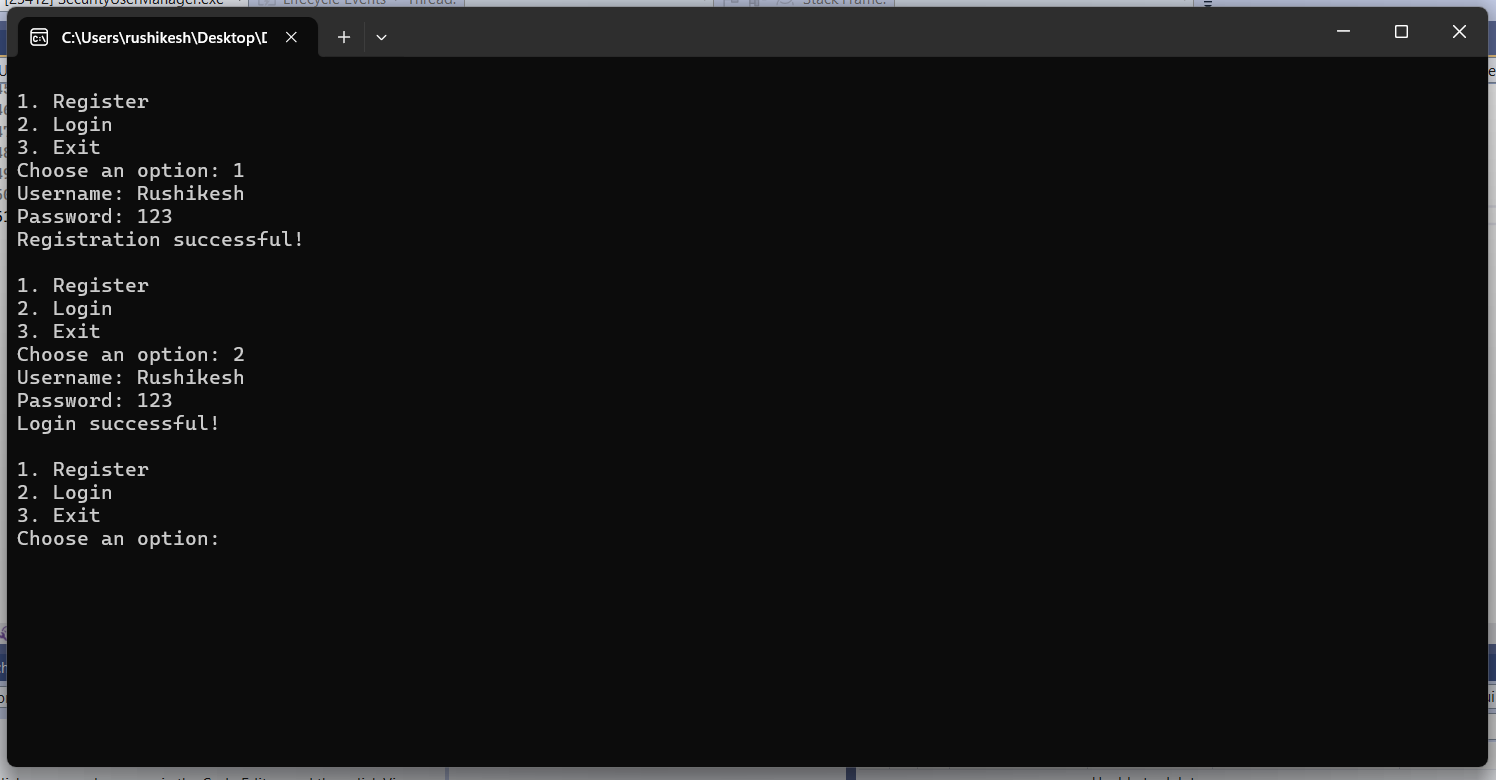 SecurityUserManager.exe
Lifecycle Events
Thread:
Stack Frame:
C:\Users\rushikesh\Desktop\D
1. Register
2. Login
3. Exit
Choose an option: 1
Username: Rushikesh
Password: 123
Registration successful!
1. Register
2. Login
3. Exit
Choose an option: 2
Username: Rushikesh
Password: 123
Login successful!
1. Register
2. Login
3. Exit
Choose an option: